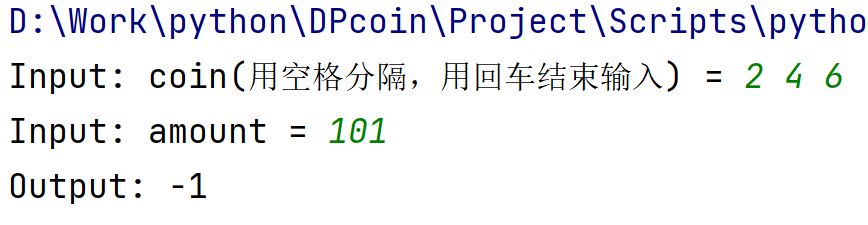 D:\Work\python\DPcoin\Project\Scripts\pytho
Input: coin(用空格分隔，用回车结束输入) = 2 4 6
Input: amount = 101
Output: -1